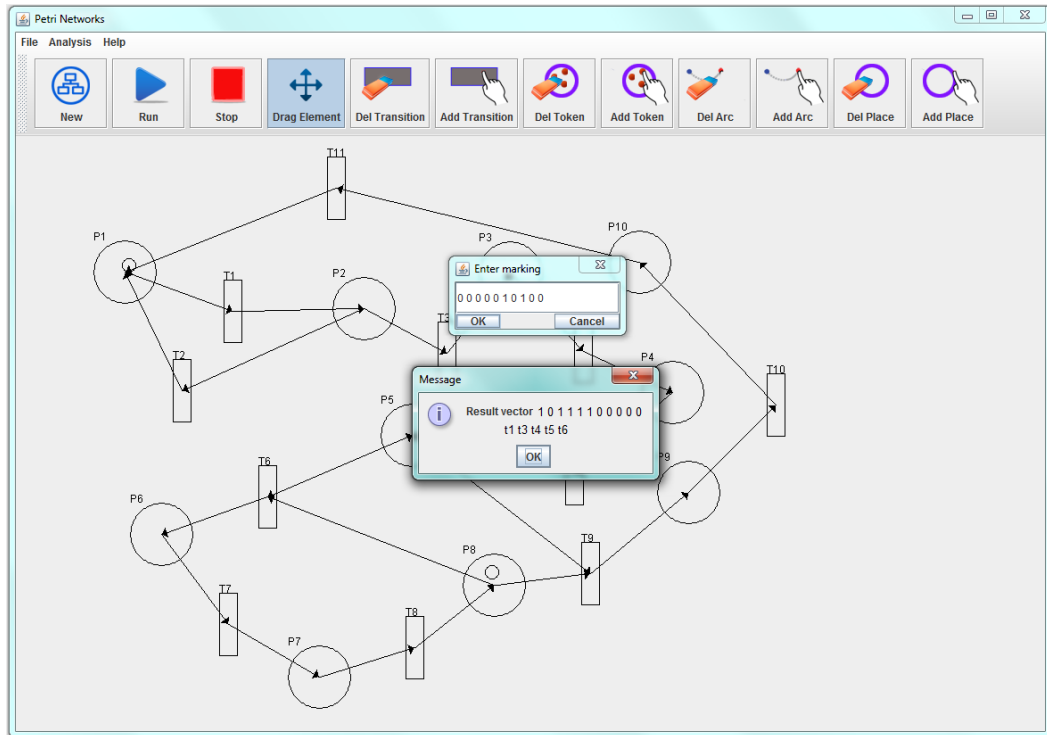 Petri Networks
File Analysis Help
New Run Stop Drag Element Del Transition Add Transition Del Token Add Token Del Arc Add Arc Del Place Add Place
T11
P10
P1
P3
Enter marking
T1
P2
0 0 0 0 0 1 0 1 0 0
OK Cancel
T2
P4
T10
Message
P5
Result vector 1 0 1 1 1 1 0 0 0 0 0
t1 t3 t4 t5 t6
OK
P9
T6
P6
T9
P8
T7
T8
P7